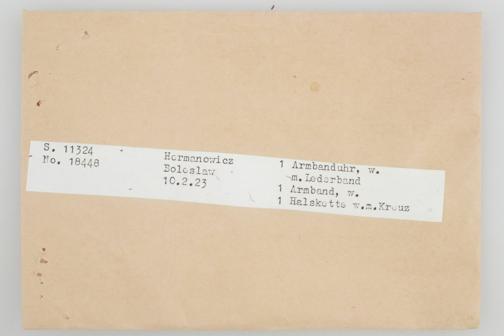 S. 11324
No. 18448
Hermanowicz
Boleslaw
10.2.23
1 Armbanduhr, w.
m.Lederband
1 Armband, w.
1 Halskette w.m.Kreuz